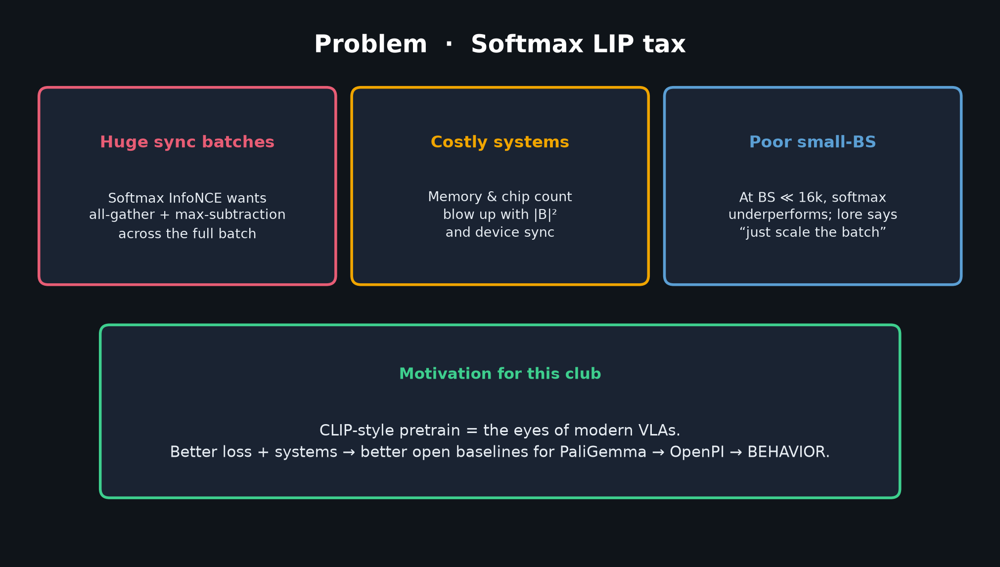 Problem · Softmax LIP tax
Huge sync batches
Softmax InfoNCE wants
all-gather + max-subtraction
across the full batch
Costly systems
Memory & chip count
blow up with |B|²
and device sync
Poor small-BS
At BS ≪ 16k, softmax
underperforms; lore says
“just scale the batch”
Motivation for this club
CLIP-style pretrain = the eyes of modern VLAs.
Better loss + systems → better open baselines for PaliGemma → OpenPI → BEHAVIOR.